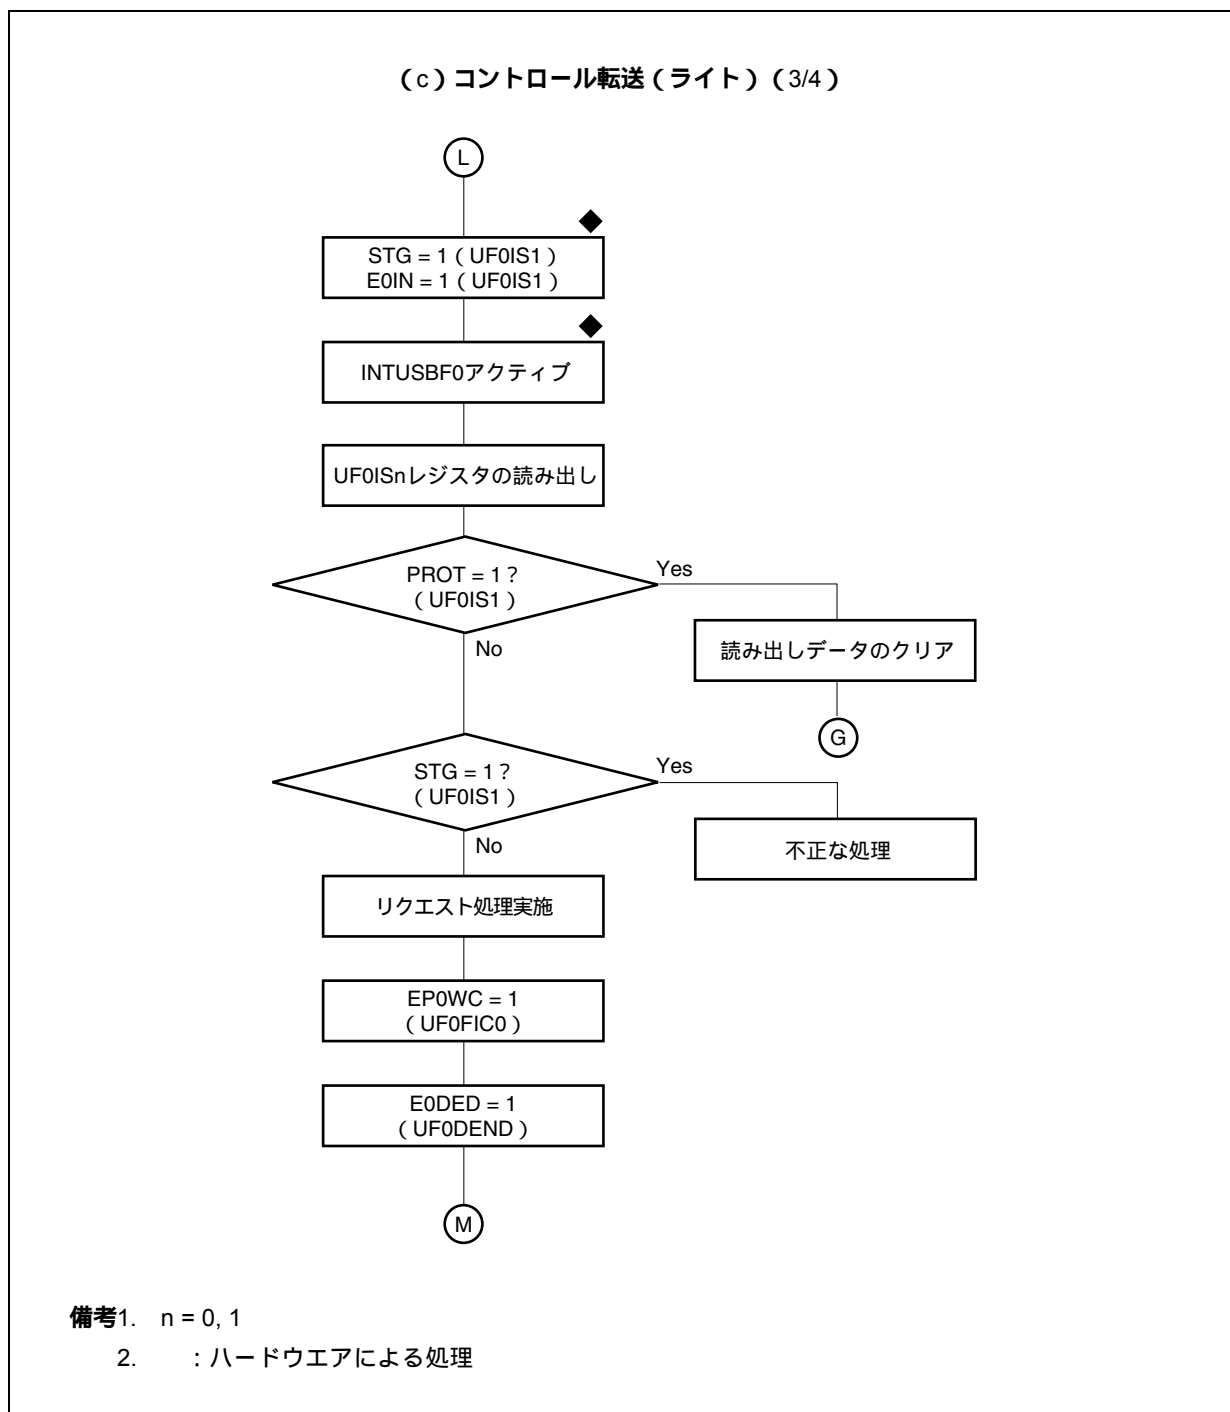 （c）コントロール転送（ライト）（3/4）
L
STG = 1（UF0IS1）
E0IN = 1（UF0IS1）
INTUSBF0アクティブ
UF0ISnレジスタの読み出し
PROT = 1？
（UF0IS1）
Yes
No
読み出しデータのクリア
G
STG = 1？
（UF0IS1）
Yes
No
不正な処理
リクエスト処理実施
EP0WC = 1
（UF0FIC0）
E0DED = 1
（UF0DEND）
M
備考1. n = 0, 1
2. ：ハードウエアによる処理